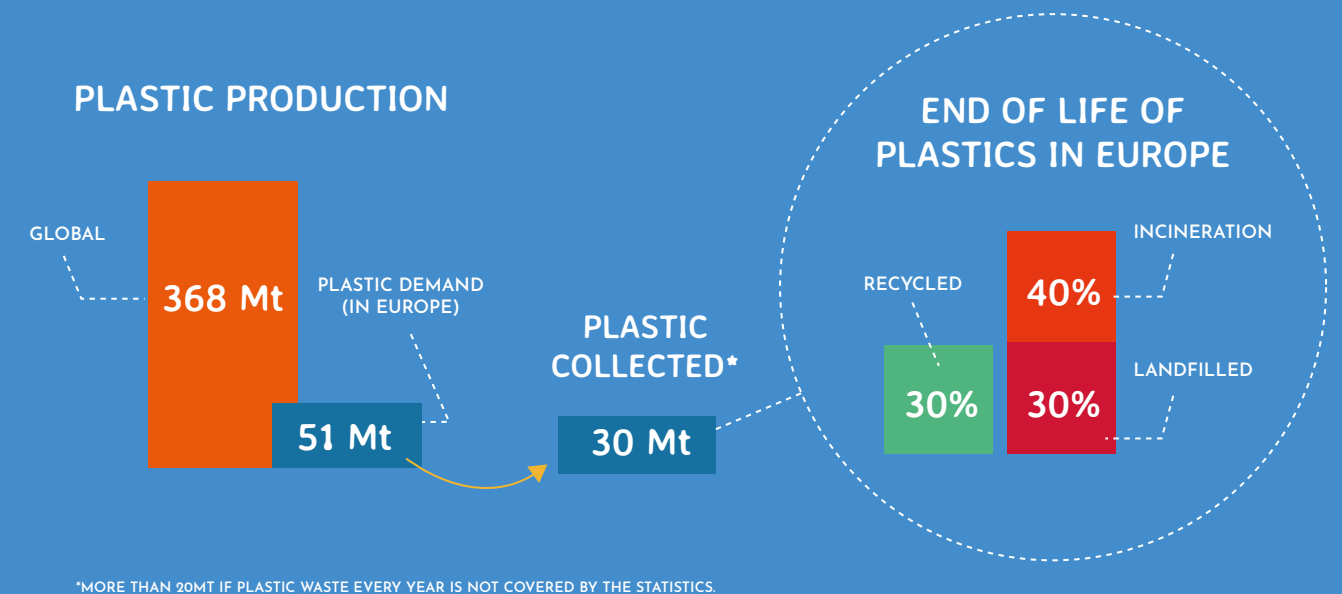 PLASTIC PRODUCTION
GLOBAL
368 Mt
PLASTIC DEMAND
(IN EUROPE)
51 Mt
PLASTIC
COLLECTED*
30 Mt
END OF LIFE OF
PLASTICS IN EUROPE
RECYCLED
30%
INCINERATION
40%
LANDFILLED
30%
*MORE THAN 20MT IF PLASTIC WASTE EVERY YEAR IS NOT COVERED BY THE STATISTICS.